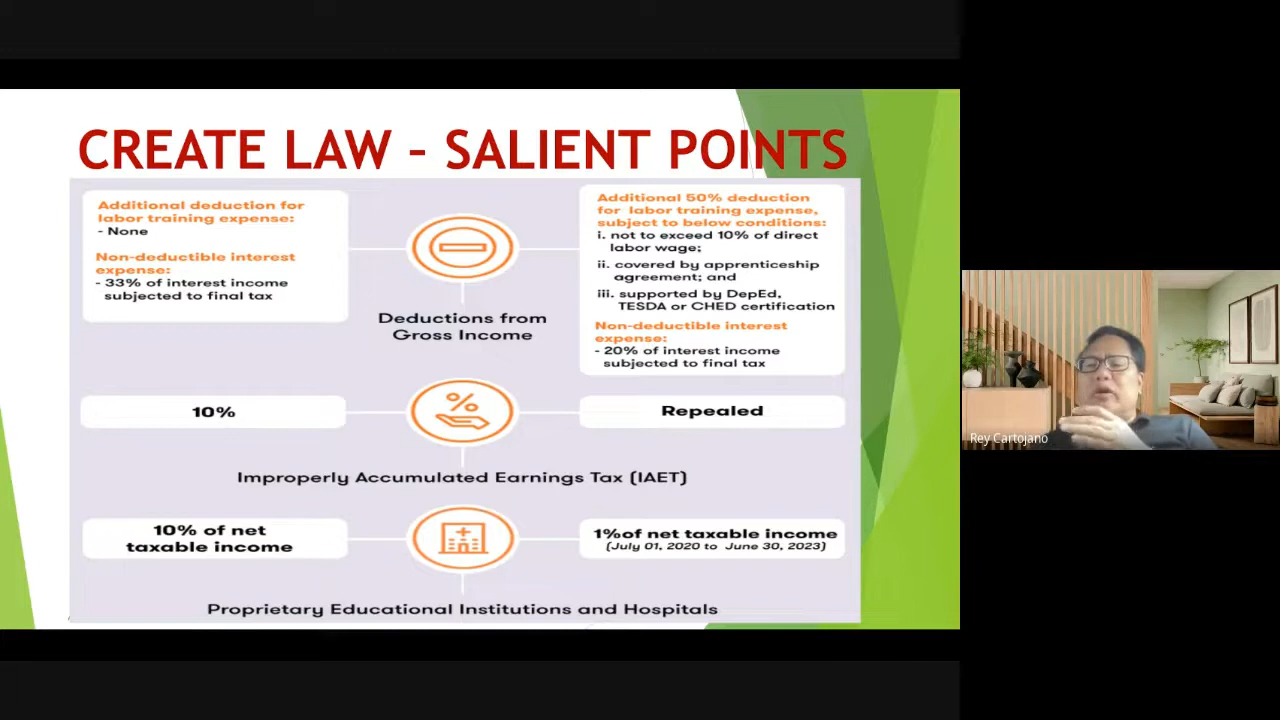 CREATE LAW – SALIENT POINTS
Additional deduction for
labor training expense:
- None
Non-deductible interest
expense:
- 33% of interest income
subjected to final tax
Deductions from
Gross Income
Additional 50% deduction
for labor training expense,
subject to below conditions:
i. not to exceed 10% of direct
labor wage;
ii. covered by apprenticeship
agreement; and
iii. supported by DepEd,
TESDA or CHED certification
Non-deductible interest
expense:
- 20% of interest income
subjected to final tax
10%
Repealed
Improperly Accumulated Earnings Tax (IAET)
10% of net
taxable income
1%of net taxable income
(July 01, 2020 to June 30, 2023)
Proprietary Educational Institutions and Hospitals
Rey Cartojano